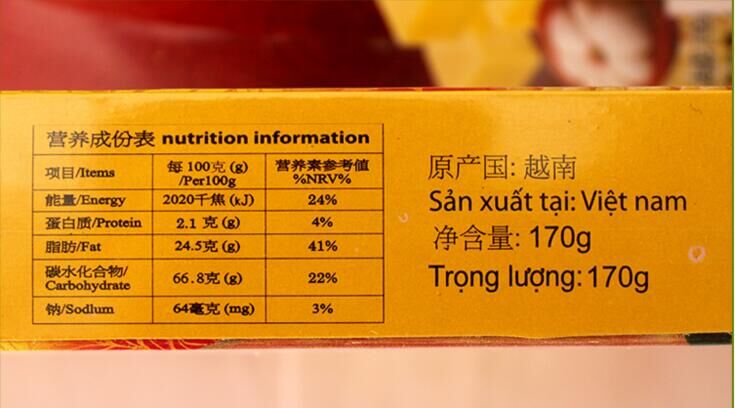 营养成份表 nutrition information
项目/Items 每 100克 (g) /Per100g 营养素参考值 %NRV%
能量/Energy 2020千焦 (kJ) 24%
蛋白质/Protein 2.1 克 (g) 4%
脂肪/Fat 24.5克 (g) 41%
碳水化合物/Carbohydrate 66.8克 (g) 22%
钠/Sodlum 64毫克 (mg) 3%
原产国: 越南
Sản xuất tại: Việt nam
净含量: 170g
Trọng lượng: 170g